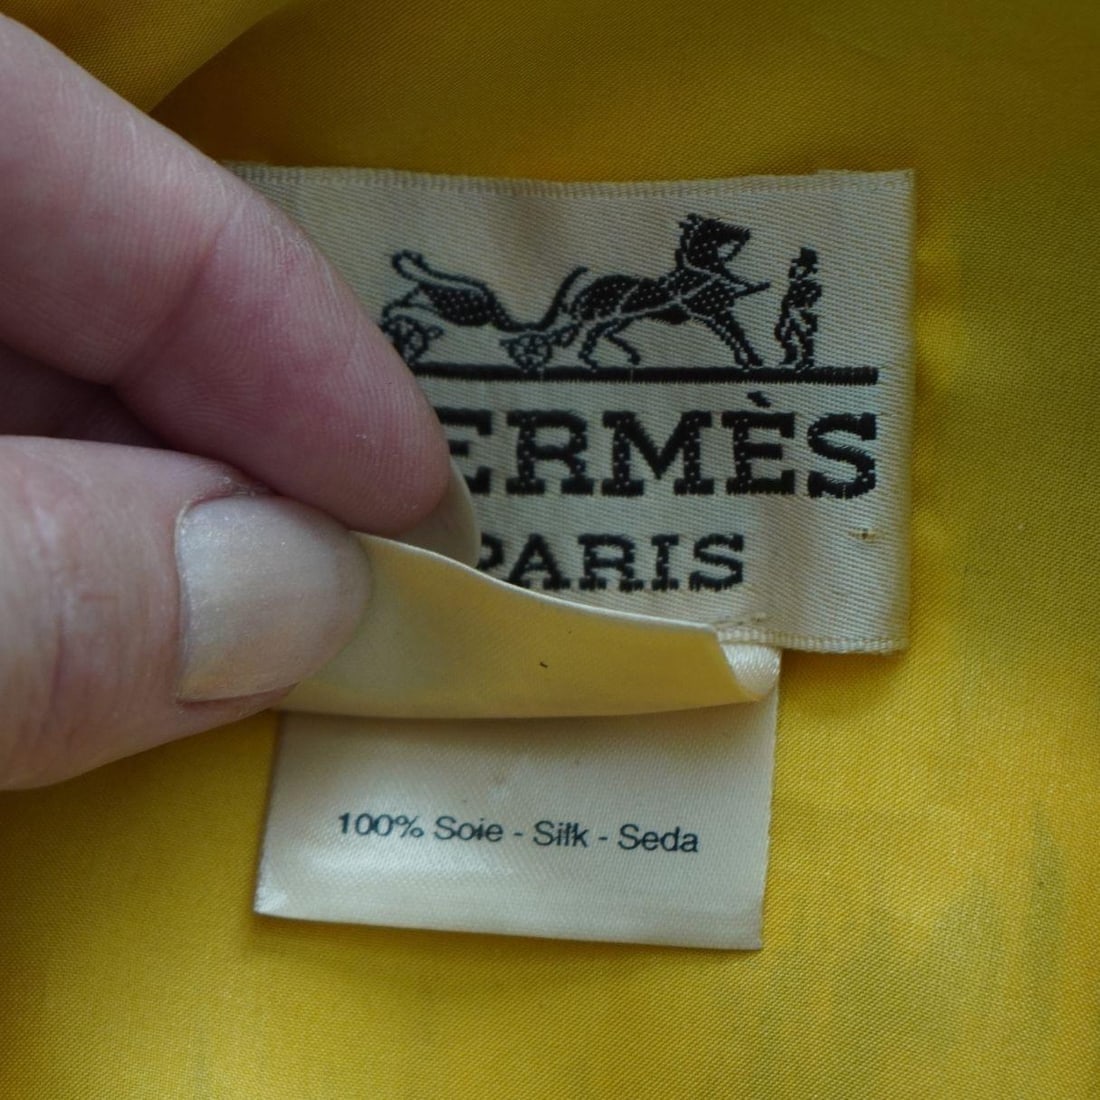 ERMÈS
PARIS
100% Soie - Silk - Seda